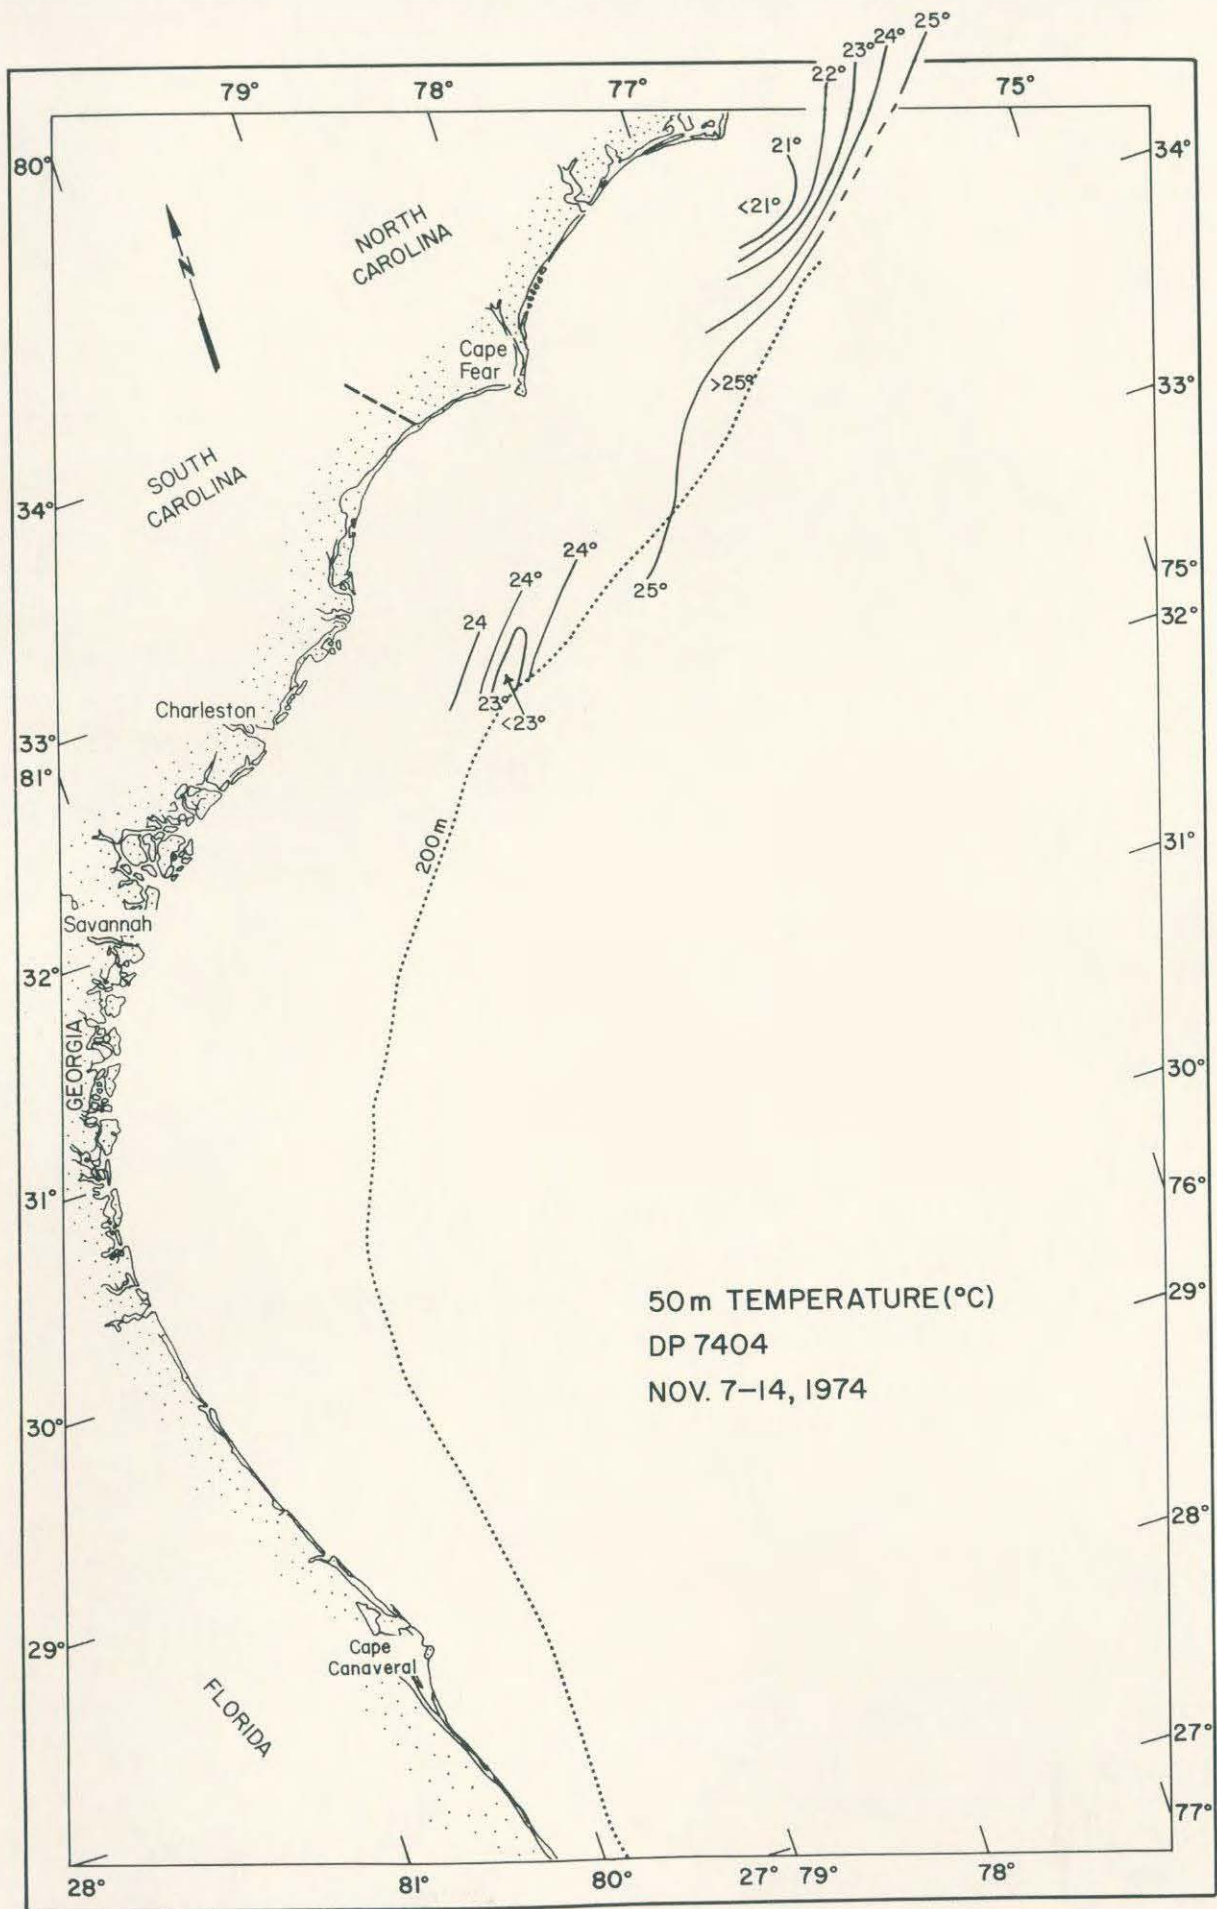 25°
24°
23°
22°
79°
78°
77°
75°
80°
21°
34°
<21°
N
NORTH
CAROLINA
Cape
Fear
>25°
33°
SOUTH
CAROLINA
34°
24°
24°
25°
75°
24
32°
23°
<23°
Charleston
33°
81°
200m
31°
Savannah
32°
GEORGIA
30°
31°
76°
50m TEMPERATURE (°C)
29°
DP 7404
NOV. 7–14, 1974
30°
28°
29°
Cape
Canaveral
FLORIDA
27°
77°
28°
81°
80°
27°
79°
78°